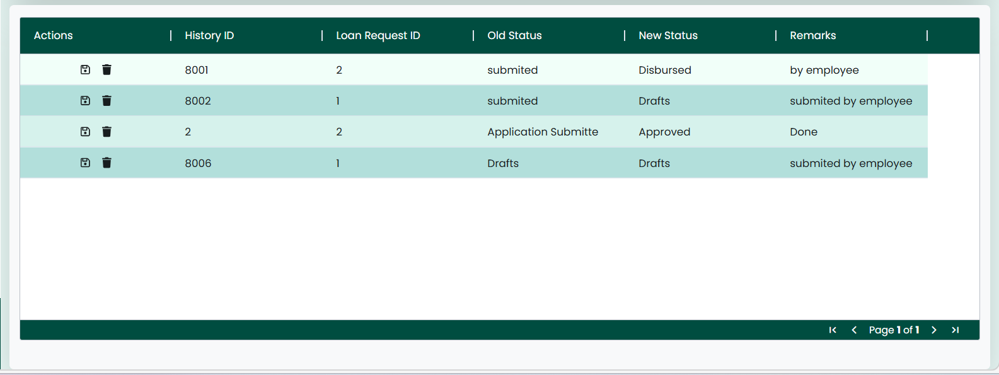 Actions | History ID | Loan Request ID | Old Status | New Status | Remarks |
8001 2 submited Disbursed by employee
8002 1 submited Drafts submited by employee
2 2 Application Submitte Approved Done
8006 1 Drafts Drafts submited by employee
Page 1 of 1